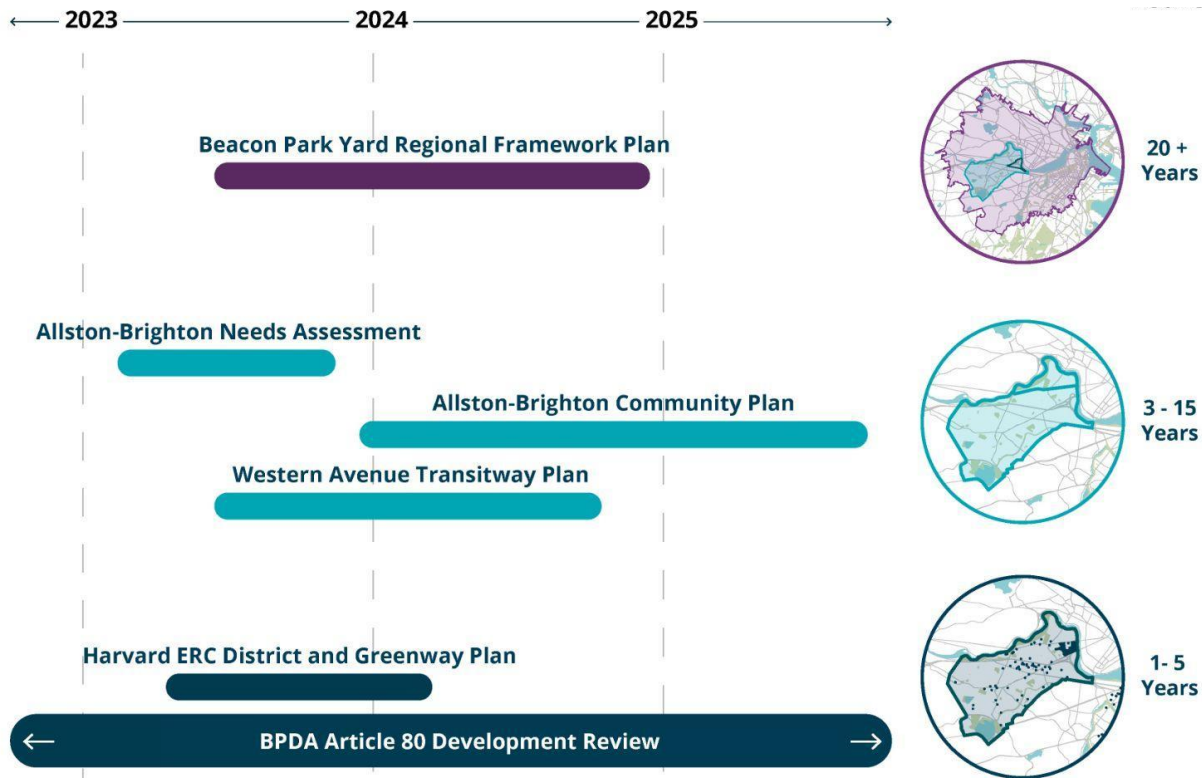 2023 2024 2025
Beacon Park Yard Regional Framework Plan
20 +
Years
Allston-Brighton Needs Assessment
Allston-Brighton Community Plan
3 - 15
Years
Western Avenue Transitway Plan
Harvard ERC District and Greenway Plan
1- 5
Years
BPDA Article 80 Development Review